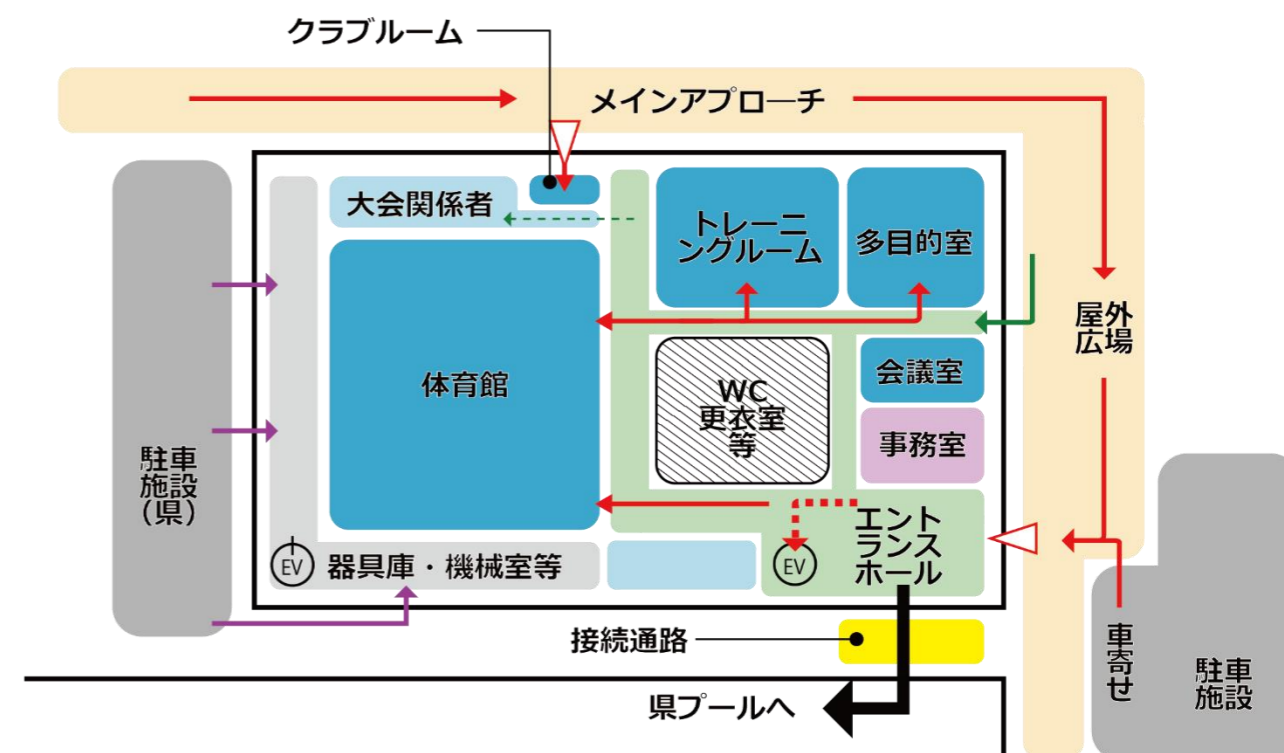 クラブルーム
メインアプローチ
大会関係者
トレーニ
ングルーム
多目的室
屋外
広場
体育館
WC
更衣室
等
会議室
事務室
駐車
施設
（県）
エント
ランス
ホール
EV
器具庫・機械室等
EV
接続通路
車寄せ
駐車
施設
県プールへ